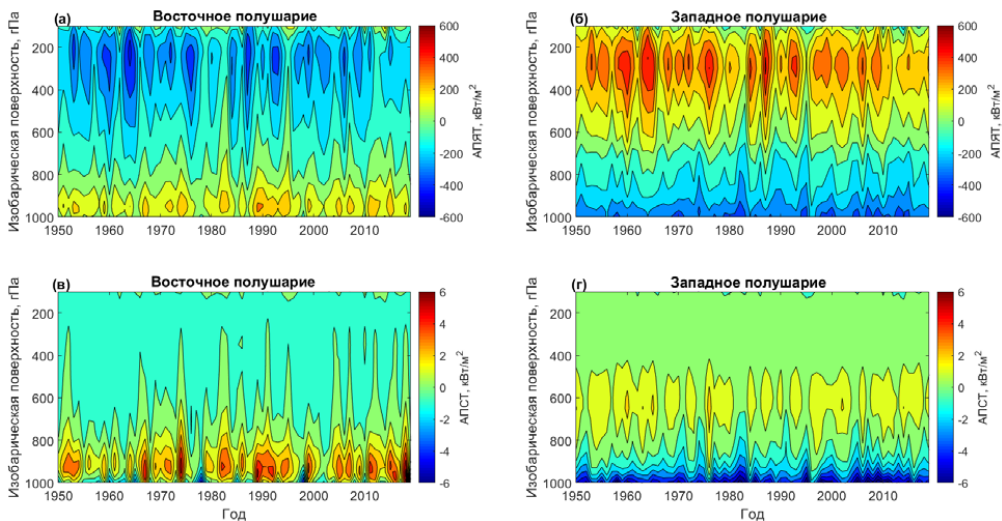 (а) Восточное полушарие
Изобарическая поверхность, гПа
200
400
600
800
1000
1950 1960 1970 1980 1990 2000 2010
600
400
200
0
-200
-400
-600
АПЯТ, кВт/м²
(б) Западное полушарие
Изобарическая поверхность, гПа
200
400
600
800
1000
1950 1960 1970 1980 1990 2000 2010
600
400
200
0
-200
-400
-600
АПЯТ, кВт/м²
(в) Восточное полушарие
Изобарическая поверхность, гПа
200
400
600
800
1000
1950 1960 1970 1980 1990 2000 2010
Год
6
4
2
0
-2
-4
-6
АПСТ, кВт/м²
(г) Западное полушарие
Изобарическая поверхность, гПа
200
400
600
800
1000
1950 1960 1970 1980 1990 2000 2010
Год
6
4
2
0
-2
-4
-6
АПСТ, кВт/м²